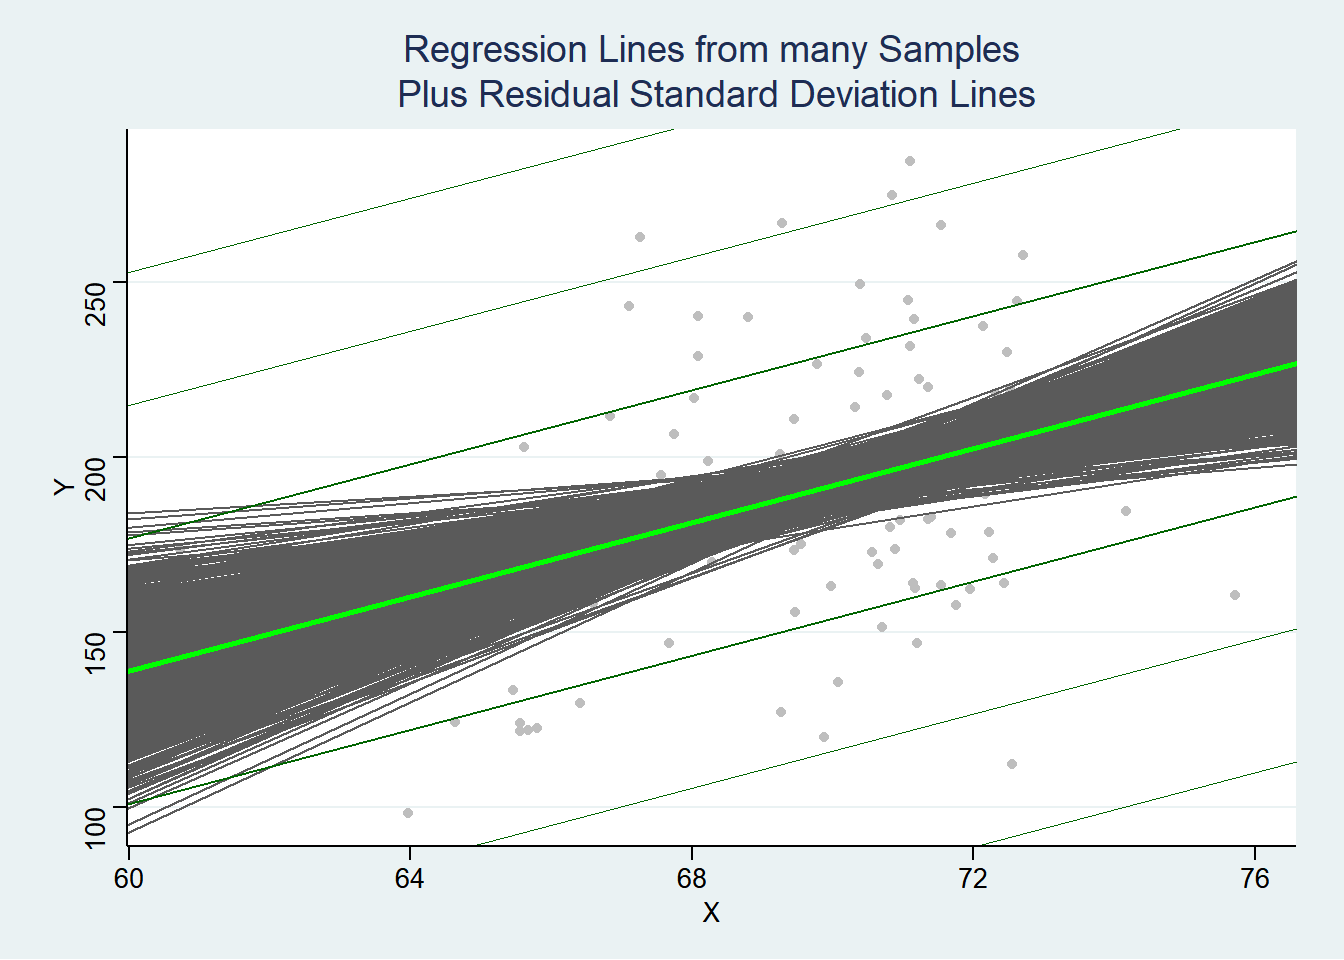 Regression Lines from many Samples
Plus Residual Standard Deviation Lines
250
200
150
100
Y
60 64 68 72 76
X